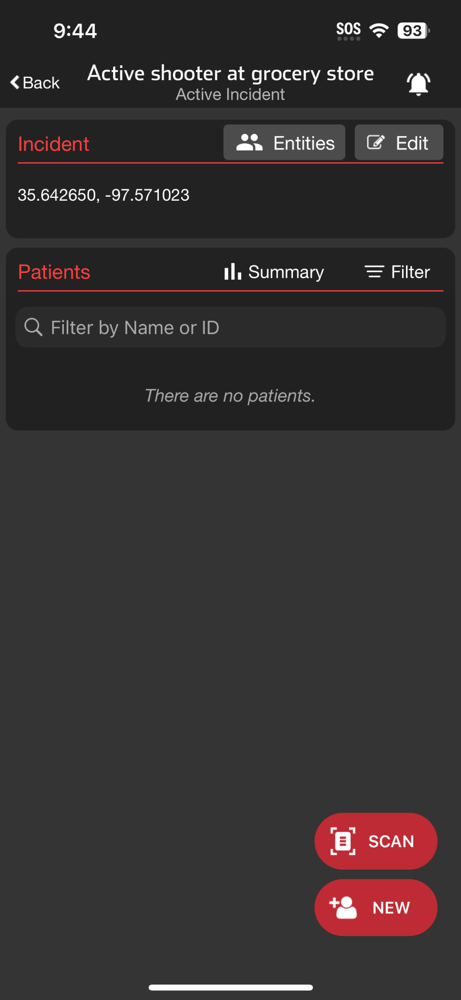 9:44
SOS
93
Back
Active shooter at grocery store
Active Incident
Incident
Entities
Edit
35.642650, -97.571023
Patients
Summary
Filter
Filter by Name or ID
There are no patients.
SCAN
NEW